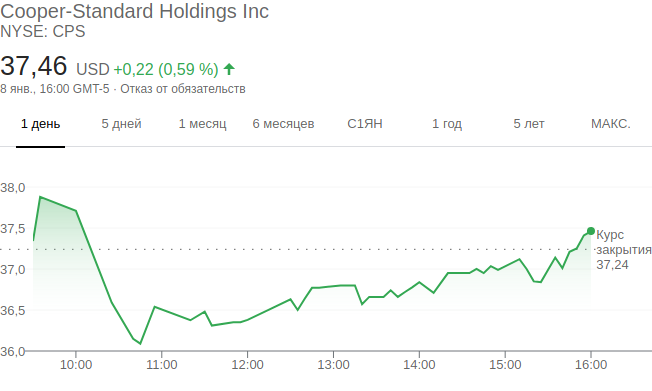 Cooper-Standard Holdings Inc
NYSE: CPS
37,46 USD +0,22 (0,59 %)
8 янв., 16:00 GMT-5 · Отказ от обязательств
1 день 5 дней 1 месяц 6 месяцев С1ЯН 1 год 5 лет МАКС.
38,0
37,5
Курс
закрытия
37,24
37,0
36,5
36,0
10:00 11:00 12:00 13:00 14:00 15:00 16:00